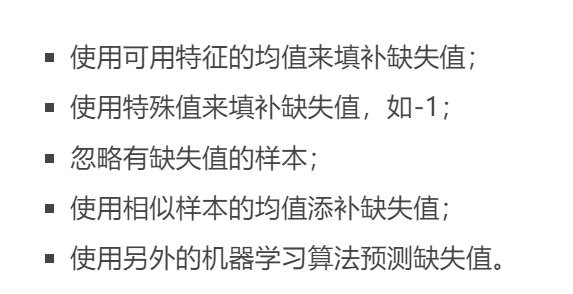 ▪ 使用可用特征的均值来填补缺失值；
▪ 使用特殊值来填补缺失值，如-1；
▪ 忽略有缺失值的样本；
▪ 使用相似样本的均值添补缺失值；
▪ 使用另外的机器学习算法预测缺失值。